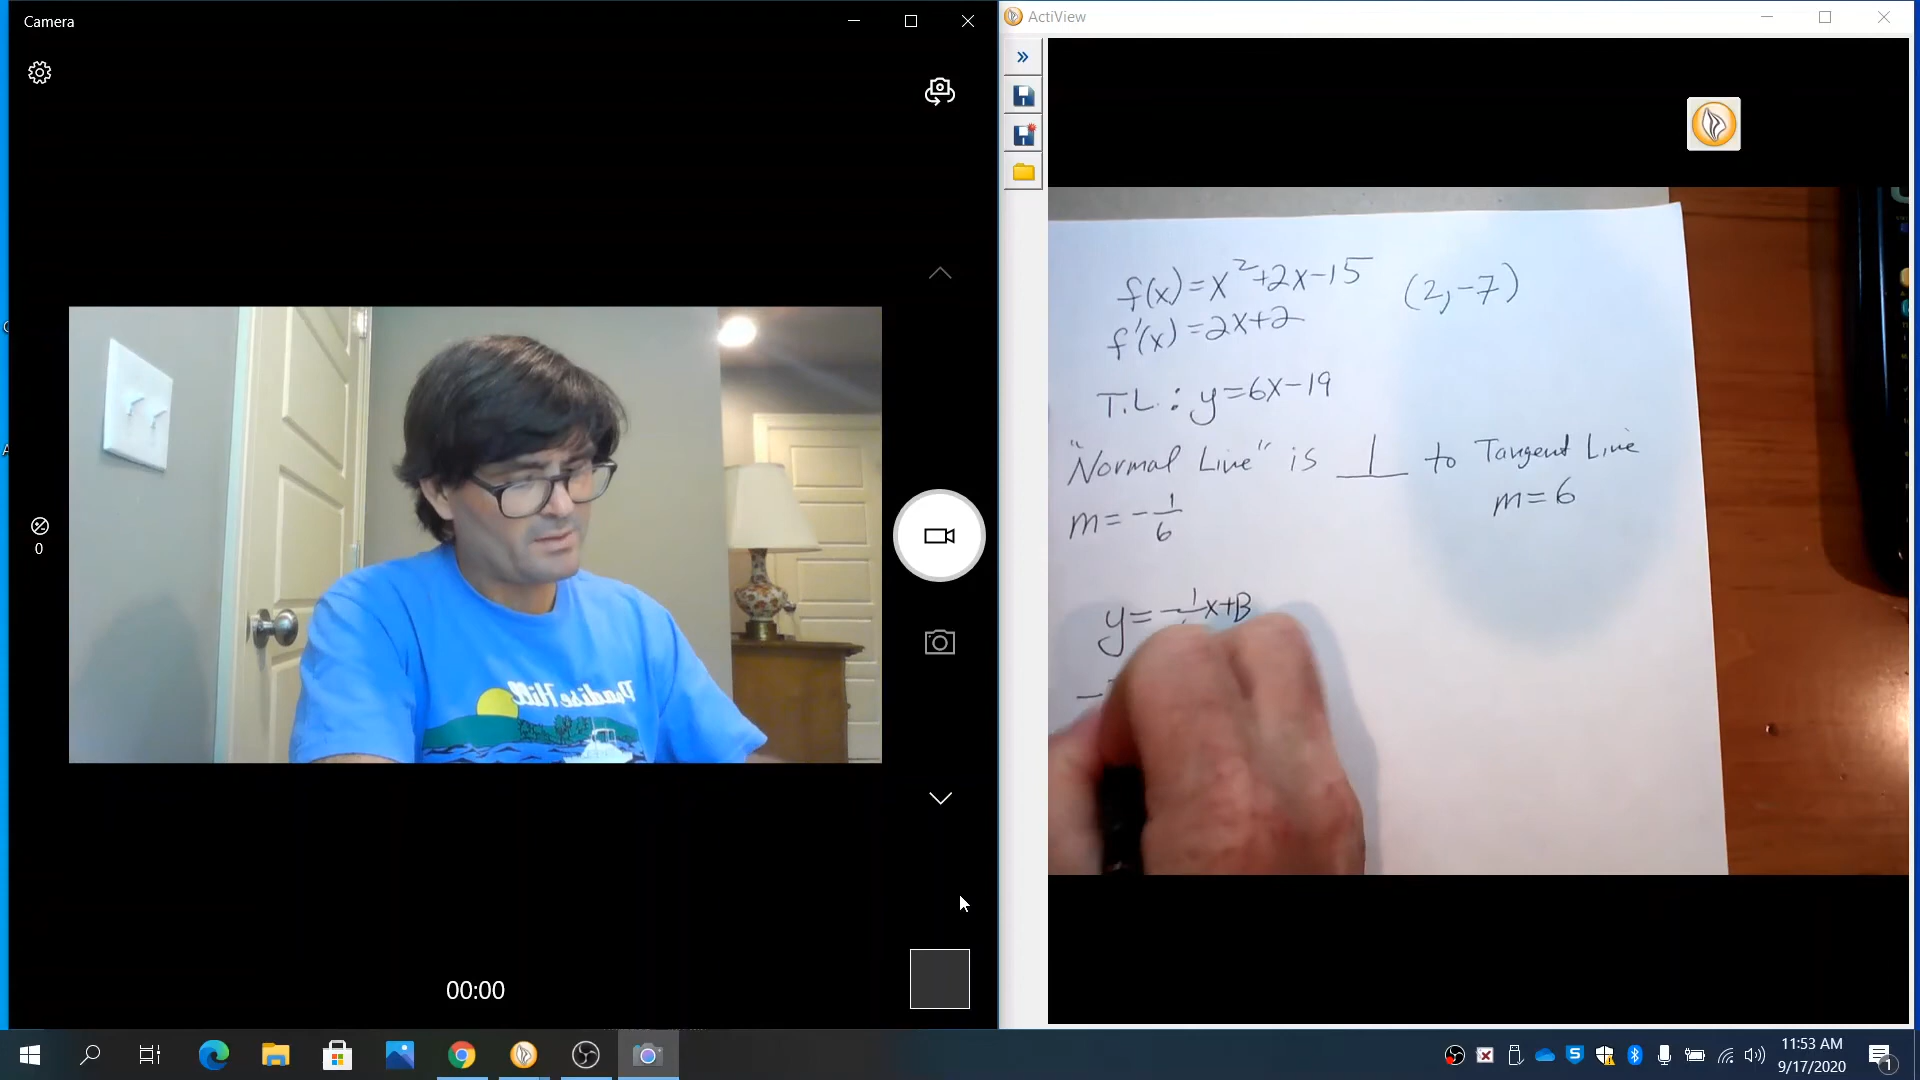 Camera
ActiView
f(x)=x²+2x-15 (2,-7)
f'(x)=2x+2
T.L.: y=6x-19
"Normal Line" is ⊥ to Tangent Line
m=-1/6 m=6
y=-1/ x+B
-
Paradise Hill
0
00:00
11:53 AM
9/17/2020
1